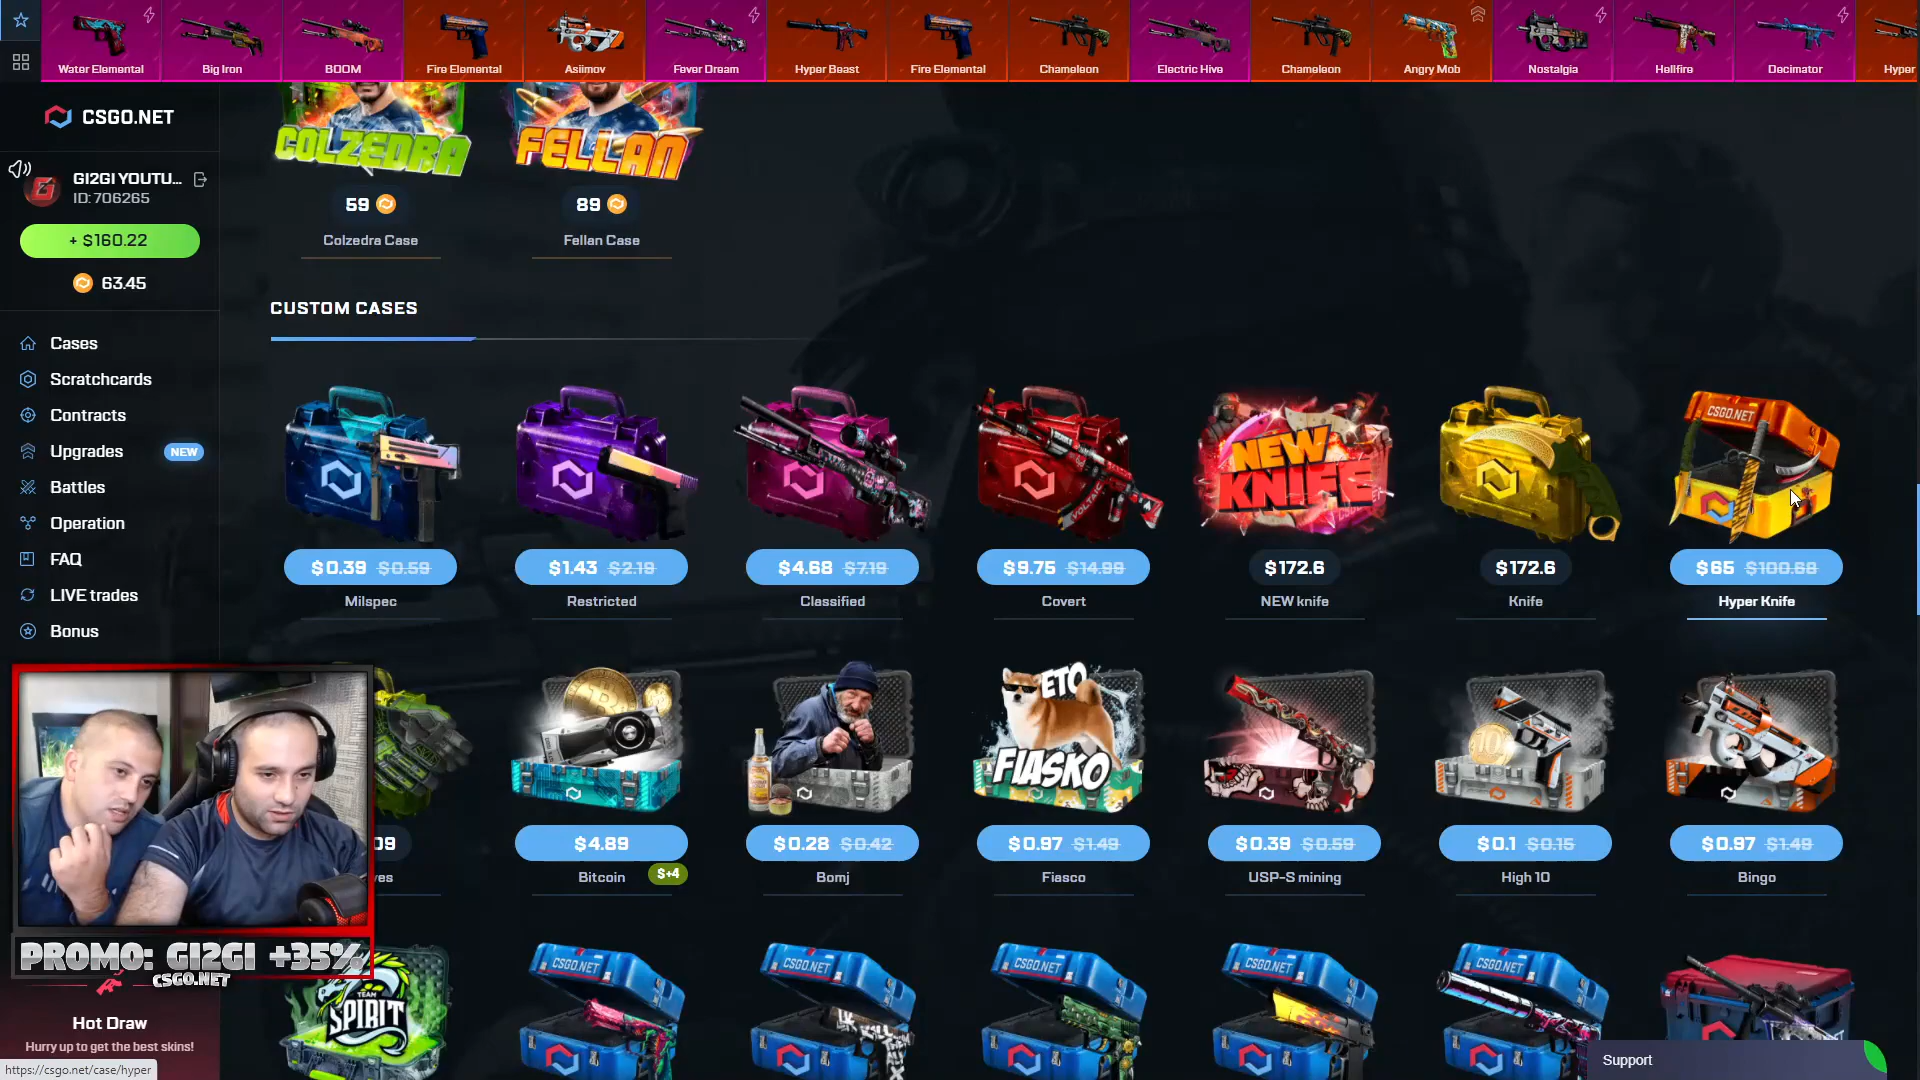 Water Elemental
Big Iron
BOOM
Fire Elemental
Asiimov
Fever Dream
Hyper Beast
Fire Elemental
Chameleon
Electric Hive
Chameleon
Angry Mob
Nostalgia
Hellfire
Decimator
Hyper
CSGO.NET
GI2GI YOUTU...
ID: 706265
+ $160.22
63.45
Cases
Scratchcards
Contracts
Upgrades NEW
Battles
Operation
FAQ
LIVE trades
Bonus
COLZEDRA
FELLAN
59
89
Colzedra Case
Fellan Case
CUSTOM CASES
NEW
KNIFE
CSGO.NET
$0.39 $0.59
$1.43 $2.19
$4.68 $7.19
$9.75 $14.99
$172.6
$172.6
$65 $100.68
Milspec
Restricted
Classified
Covert
NEW knife
Knife
Hyper Knife
ETO
FIASKO
09
$4.89
$0.28 $0.42
$0.97 $1.49
$0.39 $0.59
$0.1 $0.15
$0.97 $1.49
ves
Bitcoin
$+4
Bomj
Fiasco
USP-S mining
High 10
Bingo
PROMO: GI2GI +35%
CSGO.NET
TEAM
SPIRIT
CSGO.NET
CSGO.NET
CSGO.NET
CSGO.NET
CSGO.NET
Hot Draw
Hurry up to get the best skins!
https://csgo.net/case/hyper
Support